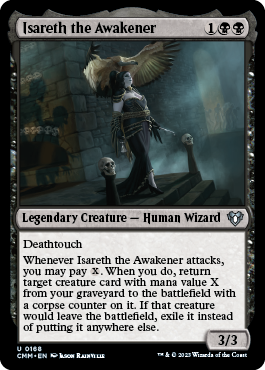 Isareth the Awakener 1
Legendary Creature — Human Wizard
Deathtouch
Whenever Isareth the Awakener attacks,
you may pay X. When you do, return
target creature card with mana value X
from your graveyard to the battlefield with
a corpse counter on it. If that creature
would leave the battlefield, exile it instead
of putting it anywhere else.
3/3
U 0168
CMM • EN Jason Rainville
™ & © 2023 Wizards of the Coast